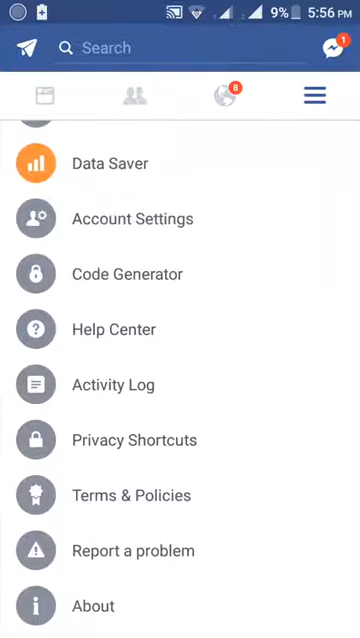 9% 5:56 PM
Search
1
8
Data Saver
Account Settings
Code Generator
Help Center
Activity Log
Privacy Shortcuts
Terms & Policies
Report a problem
About